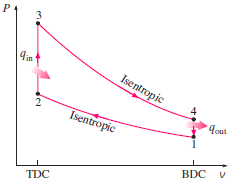 P
3
q_in
Isentropic
4
q_out
2
Isentropic
1
TDC
BDC
v